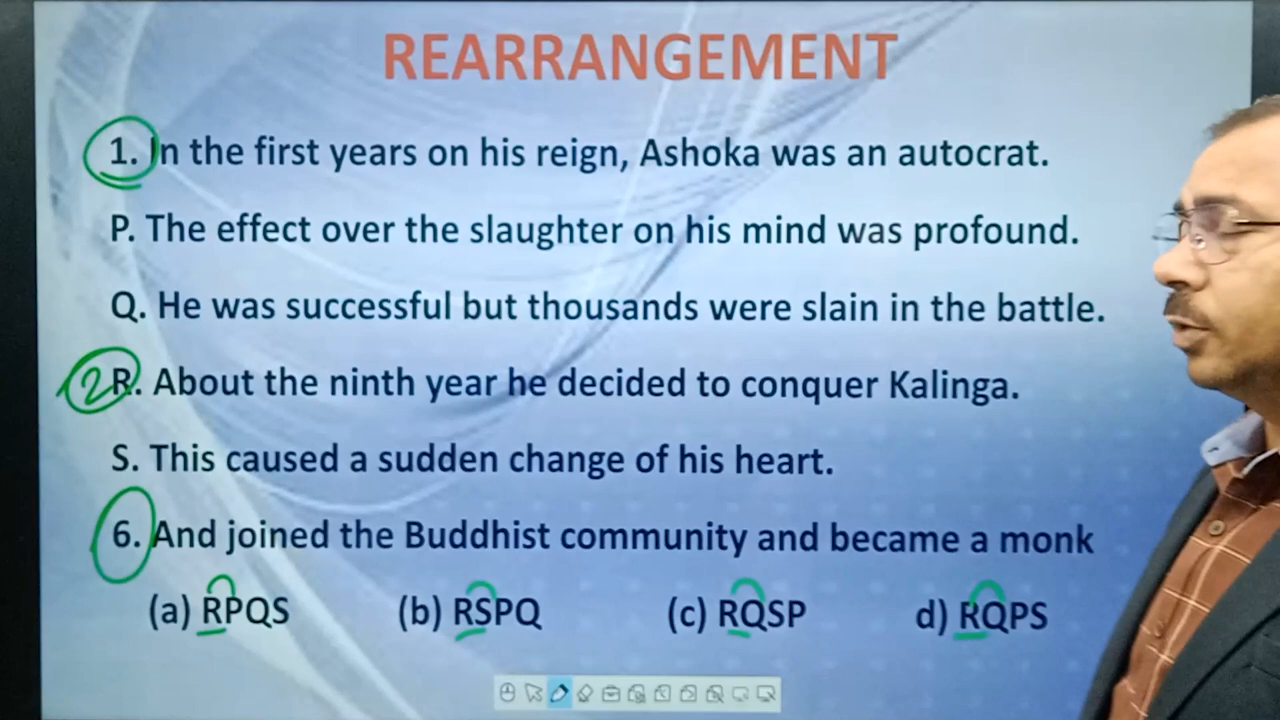 REARRANGEMENT
1. In the first years on his reign, Ashoka was an autocrat.
P. The effect over the slaughter on his mind was profound.
Q. He was successful but thousands were slain in the battle.
2 R. About the ninth year he decided to conquer Kalinga.
S. This caused a sudden change of his heart.
6. And joined the Buddhist community and became a monk
(a) RPQS (b) RSPQ (c) RQSP d) RQPS